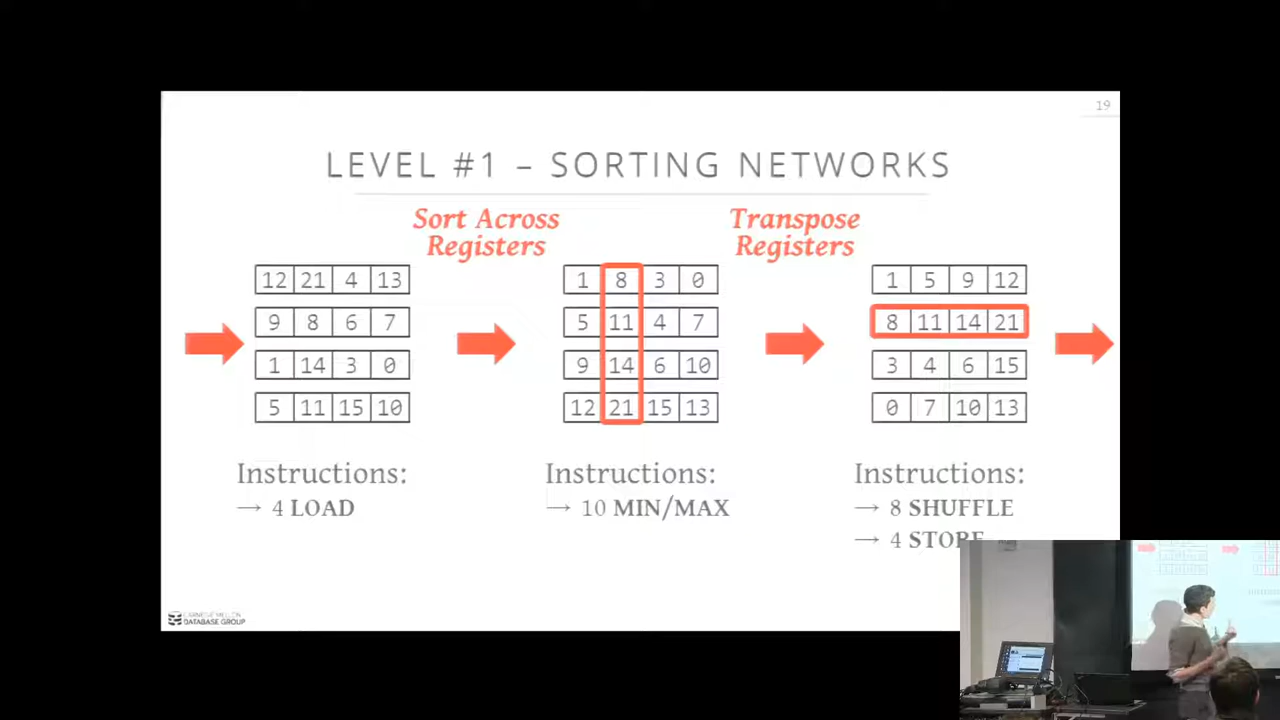 19
LEVEL #1 – SORTING NETWORKS
Sort Across
Registers
Transpose
Registers
12 21 4 13
9 8 6 7
1 14 3 0
5 11 15 10
1 8 3 0
5 11 4 7
9 14 6 10
12 21 15 13
1 5 9 12
8 11 14 21
3 4 6 15
0 7 10 13
Instructions:
→ 4 LOAD
Instructions:
→ 10 MIN/MAX
Instructions:
→ 8 SHUFFLE
→ 4 STORE
CARNEGIE MELLON
DATABASE GROUP